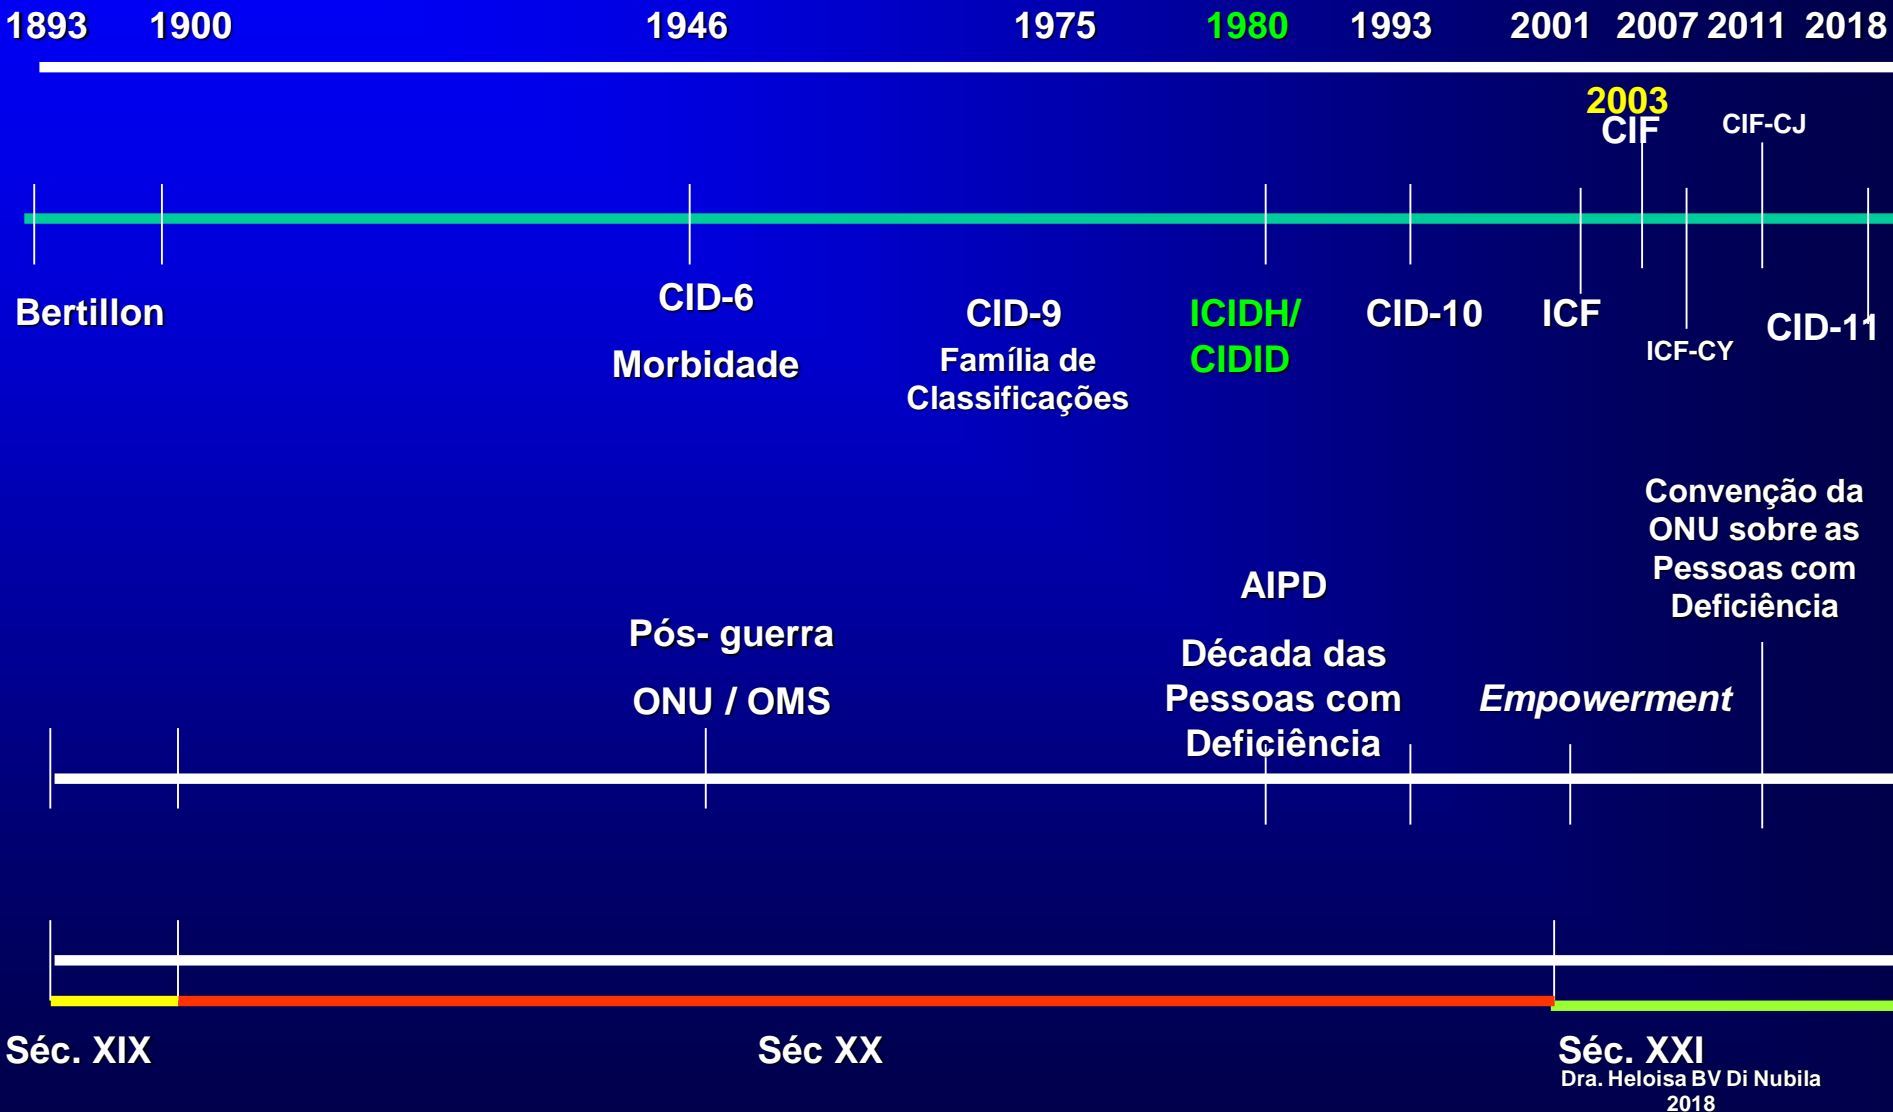 1893 1900 1946 1975 1980 1993 2001 2007 2011 2018
2003
CIF
CIF-CJ
Bertillon
CID-6
Morbidade
CID-9
Família de
Classificações
ICIDH/
CIDID
CID-10
ICF
ICF-CY
CID-11
Pós- guerra
ONU / OMS
AIPD
Década das
Pessoas com
Deficiência
Empowerment
Convenção da
ONU sobre as
Pessoas com
Deficiência
Séc. XIX
Séc XX
Séc. XXI
Dra. Heloisa BV Di Nubila
2018